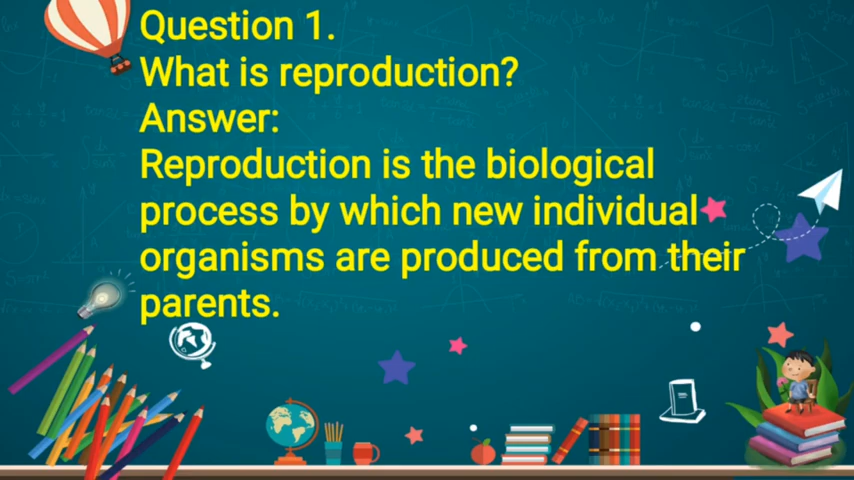 Question 1.
What is reproduction?
Answer:
Reproduction is the biological
process by which new individual
organisms are produced from their
parents.